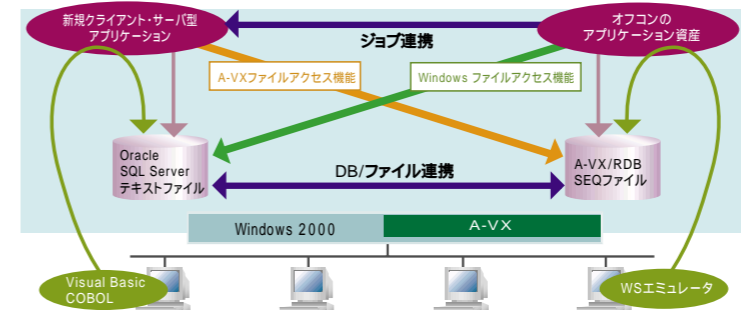 新規クライアント・サーバ型
アプリケーション
オフコンの
アプリケーション資産
ジョブ連携
A-VXファイルアクセス機能
Windows ファイルアクセス機能
Oracle
SQL Server
テキストファイル
DB/ファイル連携
A-VX/RDB
SEQファイル
Windows 2000
A-VX
Visual Basic
COBOL
WSエミュレータ